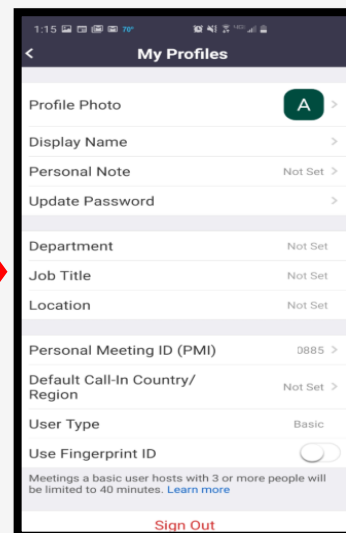 1:15 70°
My Profiles
Profile Photo A
Display Name
Personal Note Not Set
Update Password
Department Not Set
Job Title Not Set
Location Not Set
Personal Meeting ID (PMI) 0885
Default Call-In Country/
Region Not Set
User Type Basic
Use Fingerprint ID
Meetings a basic user hosts with 3 or more people will
be limited to 40 minutes. Learn more
Sign Out